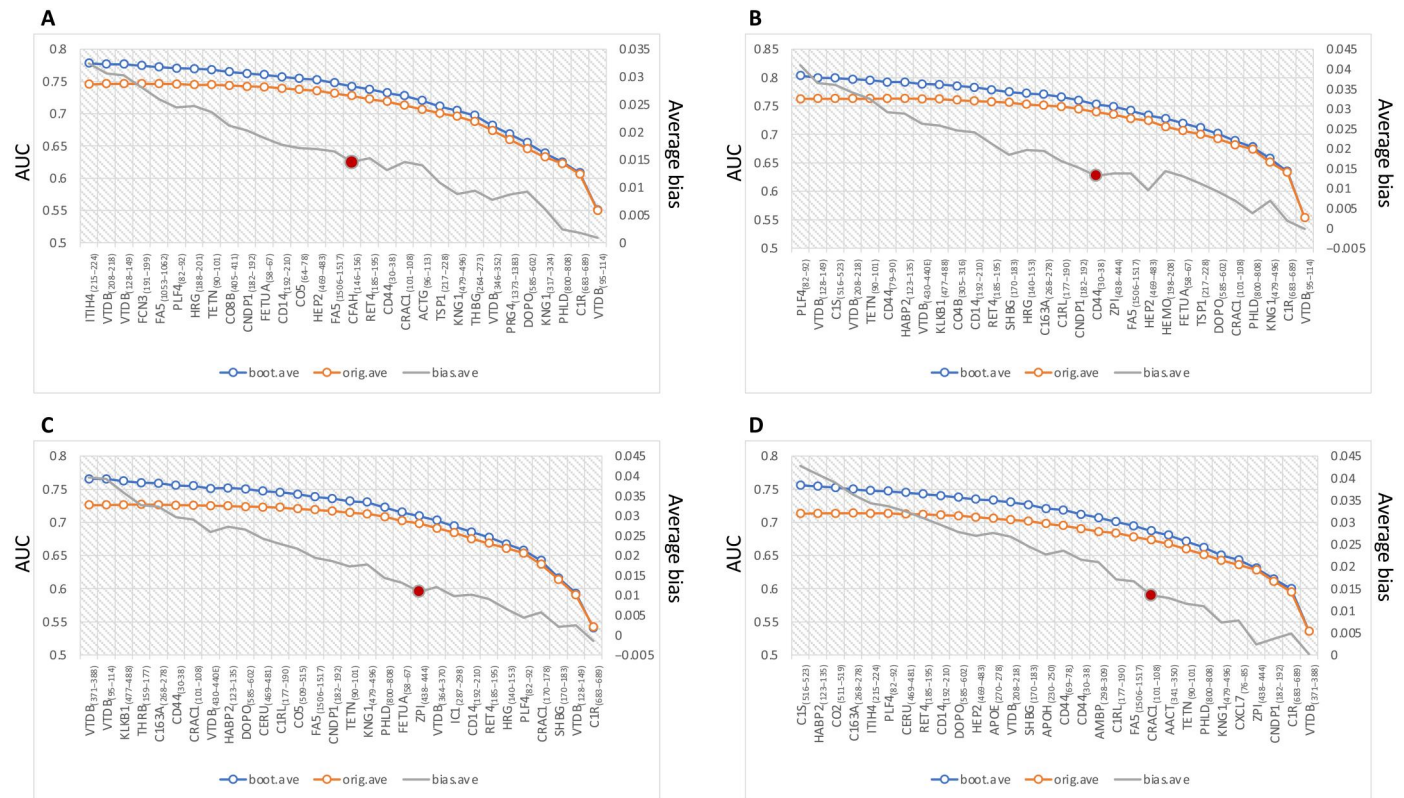 A
0.8
0.75
0.7
0.65
0.6
0.55
0.5
AUC
0.035
0.03
0.025
0.02
0.015
0.01
0.005
0
Average bias
ITIH4 (215–224)
VTDB (208–218)
VTDB (128–149)
FCN3 (191–199)
FA5 (1053–1062)
PLF4 (82–92)
HRG (188–201)
TETN (90–101)
CO8B (405–411)
CNDP1 (182–192)
FETUA (58–67)
CD14 (192–210)
CO5 (64–78)
HEP2 (469–483)
FA5 (1506–1517)
CFAH (1416–156)
RET4 (185–195)
CD44 (30–38)
CRAC1 (101–108)
ACTG (96–113)
TSP1 (217–228)
KNG1 (479–496)
THBG (264–273)
VTDB (346–352)
PRG4 (1373–1383)
DOPO (585–602)
KNG1 (317–324)
PHLD (800–808)
C1R (683–689)
VTDB (95–114)
boot.ave orig.ave bias.ave
B
0.85
0.8
0.75
0.7
0.65
0.6
0.55
0.5
AUC
0.045
0.04
0.035
0.03
0.025
0.02
0.015
0.01
0.005
0
–0.005
Average bias
PLF4 (82–92)
VTDB (128–149)
C1S (516–523)
VTDB (208–218)
TETN (90–101)
CD44 (79–90)
HABP2 (123–135)
VTDB (430–440E)
KLKB1 (477–488)
CO4B (305–316)
CD14 (192–210)
RET4 (185–195)
SHBG (170–183)
HRG (140–153)
C163A (268–278)
C1RL (177–190)
CNDP1 (182–192)
CD44 (30–38)
ZPI (438–444)
FA5 (1506–1517)
HEP2 (469–483)
HEMO (198–208)
FETUA (58–67)
TSP1 (217–228)
DOPO (585–602)
CRAC1 (101–108)
PHLD (800–808)
KNG1 (479–496)
C1R (683–689)
VTDB (95–114)
boot.ave orig.ave bias.ave
C
0.8
0.75
0.7
0.65
0.6
0.55
0.5
AUC
0.045
0.04
0.035
0.03
0.025
0.02
0.015
0.01
0.005
0
–0.005
Average bias
VTDB (371–388)
VTDB (95–114)
KLKB1 (477–488)
THRB (159–177)
C163A (268–278)
CD44 (30-38)
CRAC1 (101–108)
VTDB (430–440E)
HABP2 (123–135)
DOPO (585–602)
CERU (469–481)
C1RL (177–190)
CO5 (509–515)
FA5 (1506–1517)
CNDP1 (182–192)
TETN (90–101)
KNG1 (479–496)
PHLD (800–808)
FETUA (58–67)
ZPI (438–444)
VTDB (364–370)
IC1 (287–298)
CD14 (192–210)
RET4 (185–195)
HRG (140–153)
PLF4 (82–92)
CRAC1 (170–178)
SHBG (170–183)
VTDB (128–149)
C1R (683–689)
boot.ave orig.ave bias.ave
D
0.8
0.75
0.7
0.65
0.6
0.55
0.5
AUC
0.045
0.04
0.035
0.03
0.025
0.02
0.015
0.01
0.005
0
Average bias
C1S (516–523)
HABP2 (123–135)
CO2 (511–519)
C163A (268–278)
ITIH4 (215–224)
PLF4 (82–92)
CERU (469–481)
RET4 (185–195)
CD14 (192–210)
DOPO (585–602)
HEP2 (469–483)
APOE (270–278)
VTDB (208–218)
SHBG (170–183)
APOH (230–250)
CD44 (69–78)
CD44 (30–38)
AMBP (298–309)
C1RL (177–190)
FA5 (1506–1517)
CRAC1 (101–108)
AACT (341–350)
TETN (90–101)
PHLD (800–808)
KNG1 (479–496)
CXCL7 (76–85)
ZPI (438–444)
CNDP1 (182–192)
C1R (683–689)
VTDB (371–388)
boot.ave orig.ave bias.ave